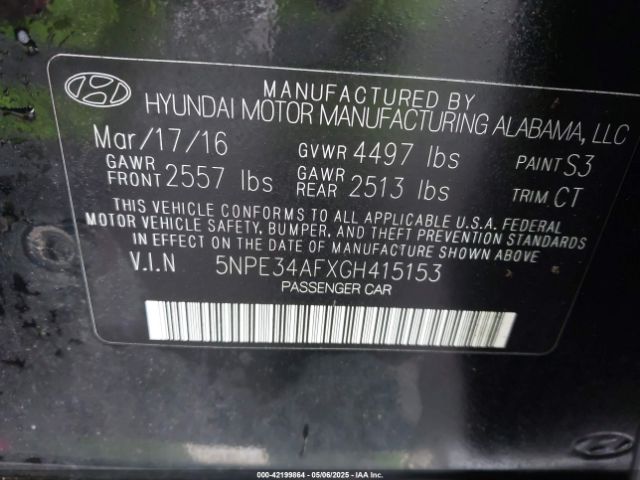 MANUFACTURED BY
HYUNDAI MOTOR MANUFACTURING ALABAMA, LLC
Mar/17/16 GVWR 4497 lbs PAINT S3
GAWR FRONT 2557 lbs GAWR REAR 2513 lbs TRIM CT
THIS VEHICLE CONFORMS TO ALL APPLICABLE U.S.A. FEDERAL
MOTOR VEHICLE SAFETY, BUMPER, AND THEFT PREVENTION STANDARDS
IN EFFECT ON THE DATE OF MANUFACTURE SHOWN ABOVE.
V.I.N 5NPE34AFXGH415153
PASSENGER CAR
000-42199864 - 05/06/2025 - IAA Inc.